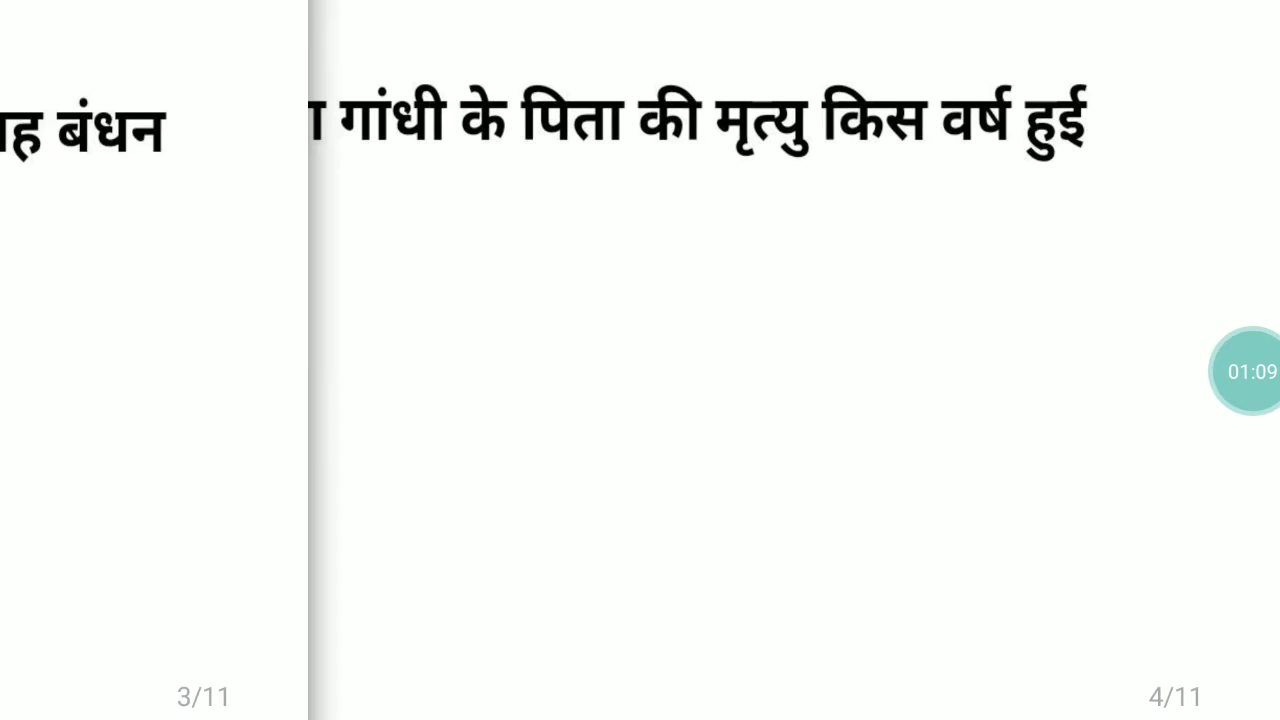 बंधन
गांधी के पिता की मृत्यु किस वर्ष हुई
01:09
3/11
4/11